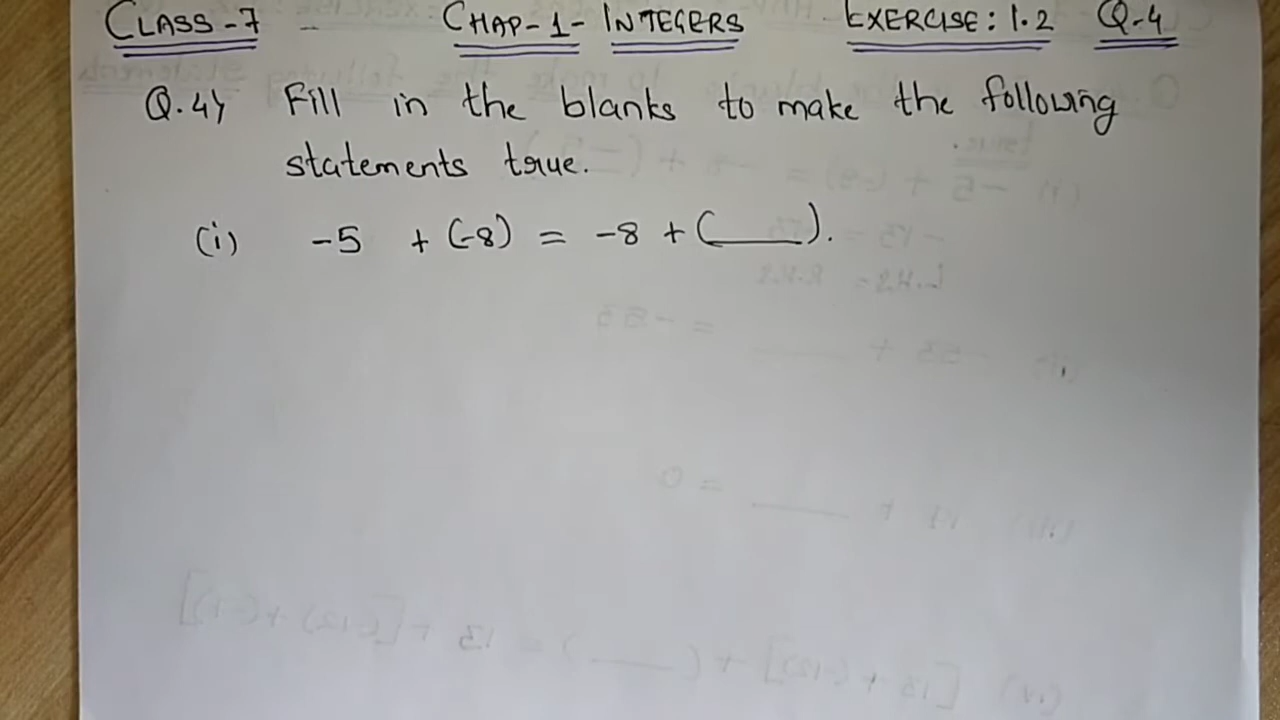 CLASS-7 - CHAP-1- INTEGERS EXERCISE: 1.2 Q.4
Q.4) Fill in the blanks to make the following
statements true.
(i) -5 + (-8) = -8 + (____).